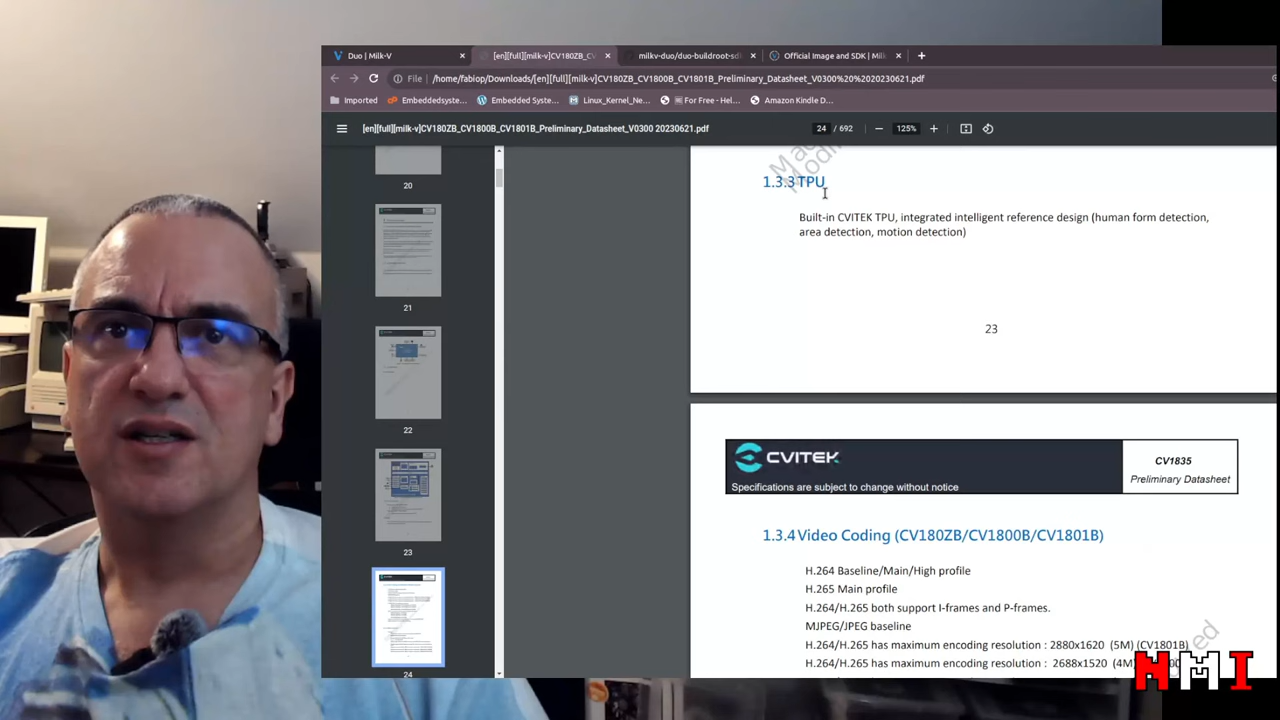 Duo | Milk-V
[en][full][milk-v]CV180ZB_CV
milkv-duo/duo-buildroot-sdk
Official Image and SDK | Milk
File
/home/fabiop/Downloads/[en][full][milk-v]CV180ZB_CV1800B_CV1801B_Preliminary_Datasheet_V0300%20%2020230621.pdf
Imported
Embeddedsyste...
Embedded Syste...
Linux_Kernel_Ne...
For Free - Hel...
Amazon Kindle D...
[en][full][milk-v]CV180ZB_CV1800B_CV1801B_Preliminary_Datasheet_V0300 20230621.pdf
24 / 692
125%
20
21
22
23
24
1.3.3 TPU
Built-in CVITEK TPU, integrated intelligent reference design (human form detection,
area detection, motion detection)
23
CVITEK
Specifications are subject to change without notice
CV1835
Preliminary Datasheet
1.3.4 Video Coding (CV180ZB/CV1800B/CV1801B)
H.264 Baseline/Main/High profile
H.265 Main profile
H.264/H.265 both support I-frames and P-frames.
MJPEG/JPEG baseline
H.264/H.265 has maximum encoding resolution : 2880x1620 (5M) (CV1801B)
H.264/H.265 has maximum encoding resolution : 2688x1520 (4M)
NMI